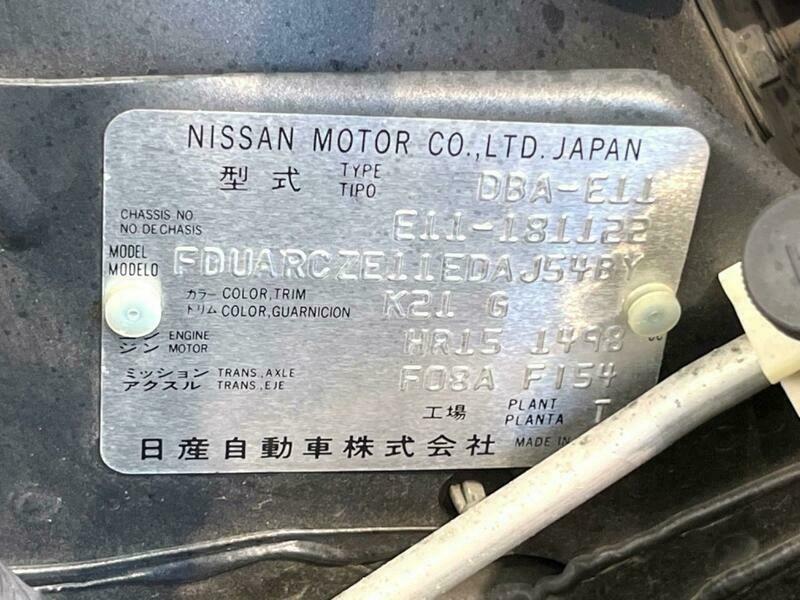 NISSAN MOTOR CO.,LTD. JAPAN
型式 TYPE TIPO DBA-E11
CHASSIS NO NO DE CHASIS E11-181122
MODEL MODELO FDUARCZE11EDAJ54BY
カラー COLOR,TRIM トリム COLOR,GUARNICION K21 G
ジン ENGINE MOTOR HR15 1498 cc
ミッション TRANS.,AXLE アクスル TRANS.,EJE F08A F154
工場 PLANT PLANTA T
日産自動車株式会社 MADE IN